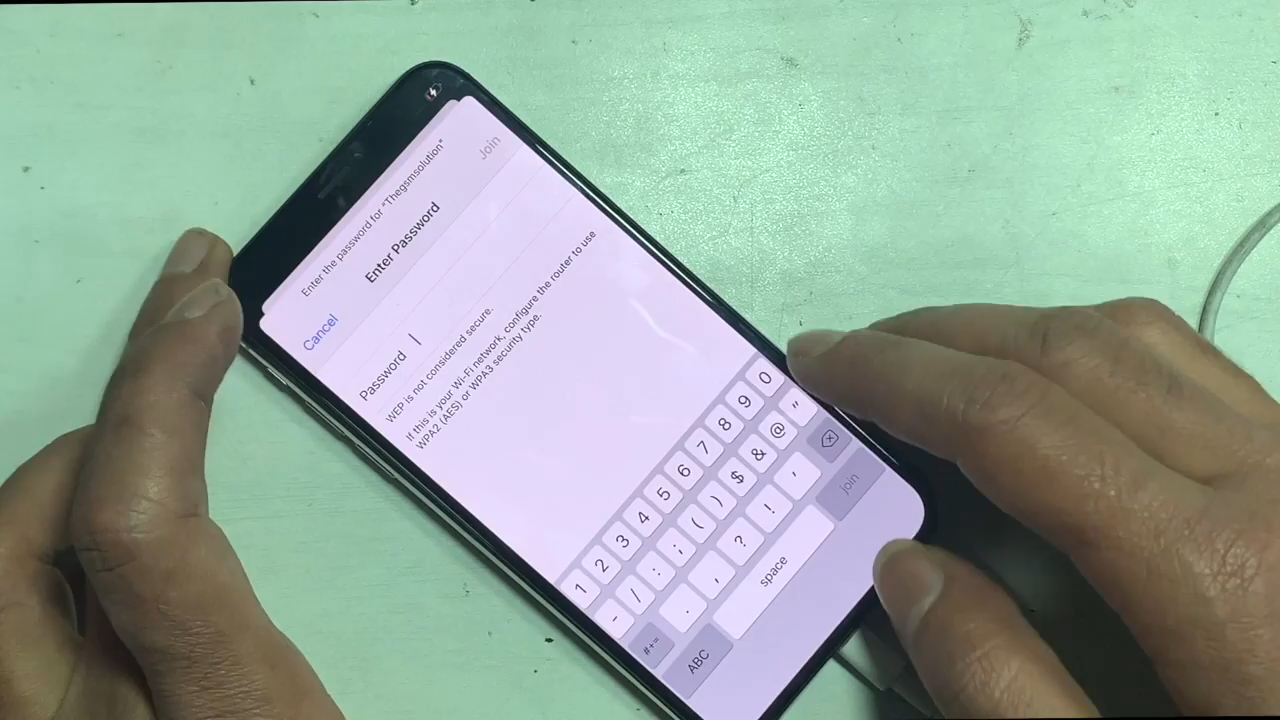 Enter the password for "Thegsmsolution"
Cancel
Enter Password
Join
Password
WEP is not considered secure.
If this is your Wi-Fi network, configure the router to use
WPA2 (AES) or WPA3 security type.
1 2 3 4 5 6 7 8 9 0
- / : ; ( ) $ & @ "
#+= . , ? ! '
ABC space join